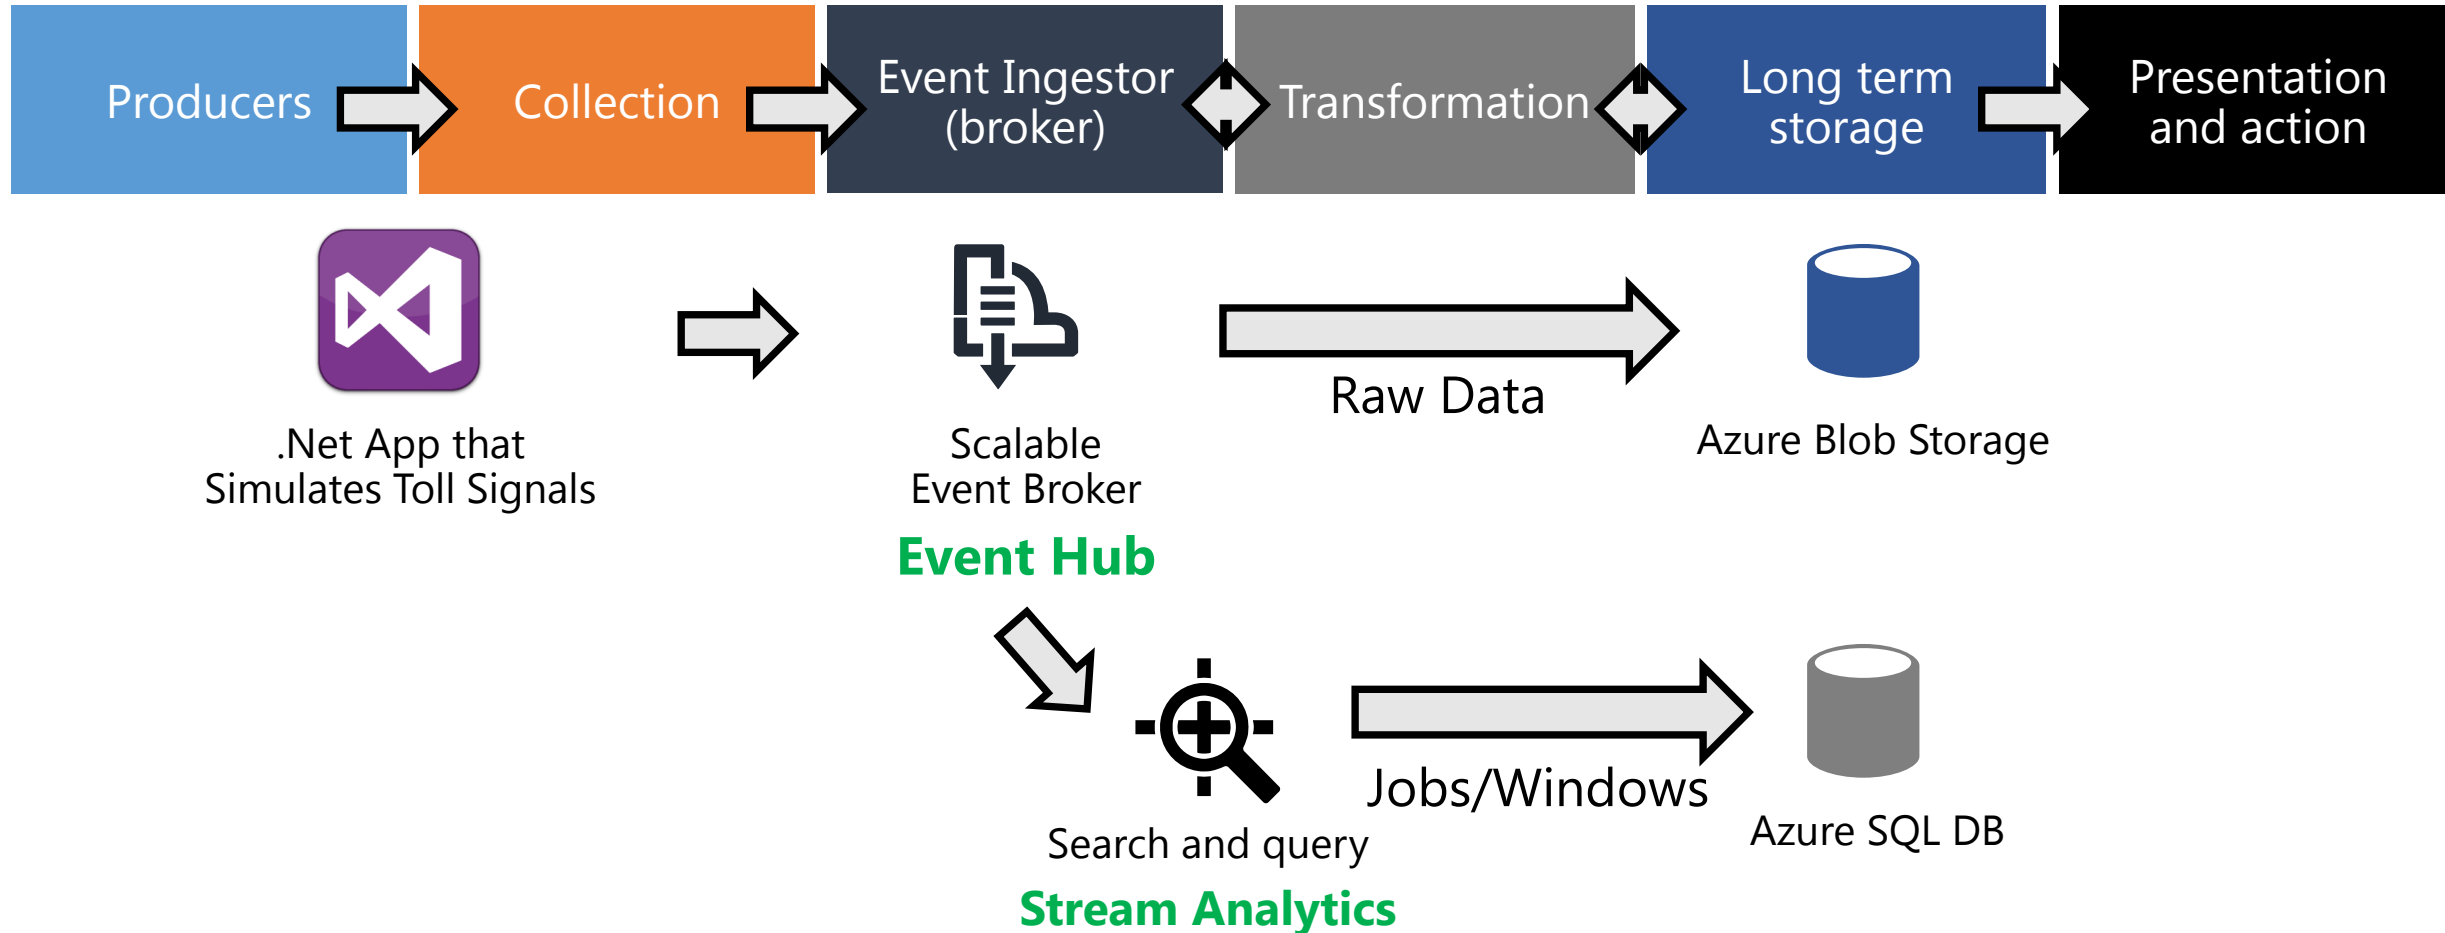 Producers
Collection
Event Ingestor
(broker)
Transformation
Long term
storage
Presentation
and action
.Net App that
Simulates Toll Signals
Scalable
Event Broker
Event Hub
Raw Data
Azure Blob Storage
Search and query
Stream Analytics
Jobs/Windows
Azure SQL DB